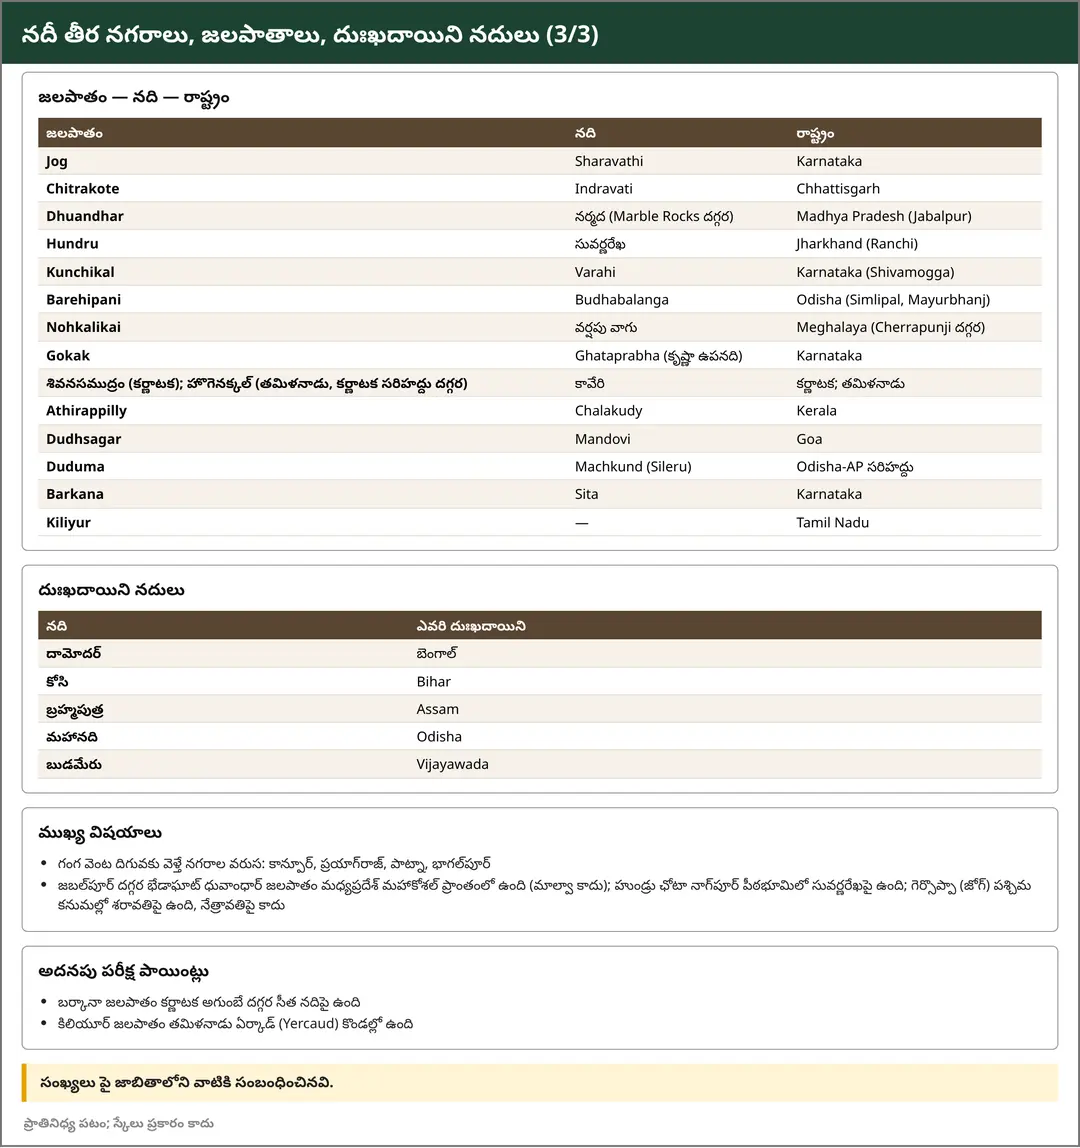 నదీ తీర నగరాలు, జలపాతాలు, దుఃఖదాయిని నదులు (3/3)
జలపాతం — నది — రాష్ట్రం
జలపాతం నది రాష్ట్రం
Jog Sharavathi Karnataka
Chitrakote Indravati Chhattisgarh
Dhuandhar నర్మద (Marble Rocks దగ్గర) Madhya Pradesh (Jabalpur)
Hundru సువర్ణరేఖ Jharkhand (Ranchi)
Kunchikal Varahi Karnataka (Shivamogga)
Barehipani Budhabalanga Odisha (Simlipal, Mayurbhanj)
Nohkalikai వర్షపు వాగు Meghalaya (Cherrapunji దగ్గర)
Gokak Ghataprabha (కృష్ణా ఉపనది) Karnataka
శివనసముద్రం (కర్ణాటక); హొగెనక్కల్ (తమిళనాడు, కర్ణాటక సరిహద్దు దగ్గర) కావేరి కర్ణాటక; తమిళనాడు
Athirappilly Chalakudy Kerala
Dudhsagar Mandovi Goa
Duduma Machkund (Sileru) Odisha-AP సరిహద్దు
Barkana Sita Karnataka
Kiliyur — Tamil Nadu
దుఃఖదాయిని నదులు
నది ఎవరి దుఃఖదాయిని
దామోదర్ బెంగాల్
కోసి Bihar
బ్రహ్మపుత్ర Assam
మహానది Odisha
బుడమేరు Vijayawada
ముఖ్య విషయాలు
• గంగ వెంట దిగువకు వెళ్తే నగరాల వరుస: కాన్పూర్, ప్రయాగ్‌రాజ్, పాట్నా, భాగల్‌పూర్
• జబల్‌పూర్ దగ్గర భేడాఘాట్ ధువాంధార్ జలపాతం మధ్యప్రదేశ్ మహాకోశల్ ప్రాంతంలో ఉంది (మాల్వా కాదు); హుండ్రు ఛోటా నాగ్‌పూర్ పీఠభూమిలో సువర్ణరేఖపై ఉంది; గెర్సొప్పా (జోగ్) పశ్చిమ
కనుమల్లో శరావతిపై ఉంది, నేత్రావతిపై కాదు
అదనపు పరీక్ష పాయింట్లు
• బర్కానా జలపాతం కర్ణాటక అగుంబే దగ్గర సీత నదిపై ఉంది
• కిలియూర్ జలపాతం తమిళనాడు ఏర్కాడ్ (Yercaud) కొండల్లో ఉంది
సంఖ్యలు పై జాబితాలోని వాటికి సంబంధించినవి.
ప్రాతినిధ్య పటం; స్కేలు ప్రకారం కాదు